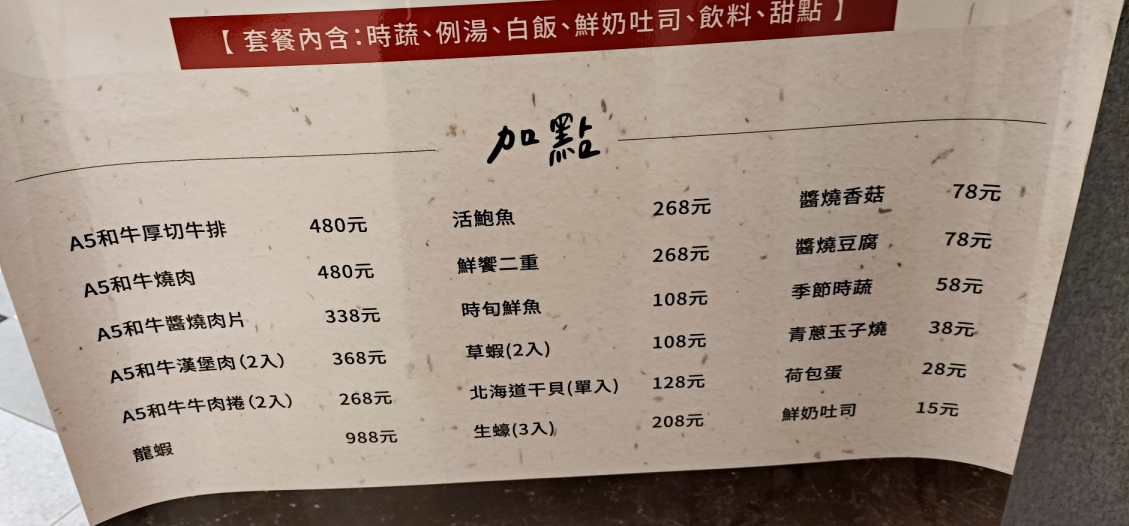 【 套餐內含:時蔬、例湯、白飯、鮮奶吐司、飲料、甜點 】
加點
A5和牛厚切牛排 480元
A5和牛燒肉 480元
A5和牛醬燒肉片 338元
A5和牛漢堡肉(2入) 368元
A5和牛牛肉捲(2入) 268元
龍蝦 988元
活鮑魚 268元
鮮饗二重 268元
時旬鮮魚 108元
草蝦(2入) 108元
北海道干貝(單入) 128元
生蠔(3入) 208元
醬燒香菇 78元
醬燒豆腐 78元
季節時蔬 58元
青蔥玉子燒 38元
荷包蛋 28元
鮮奶吐司 15元